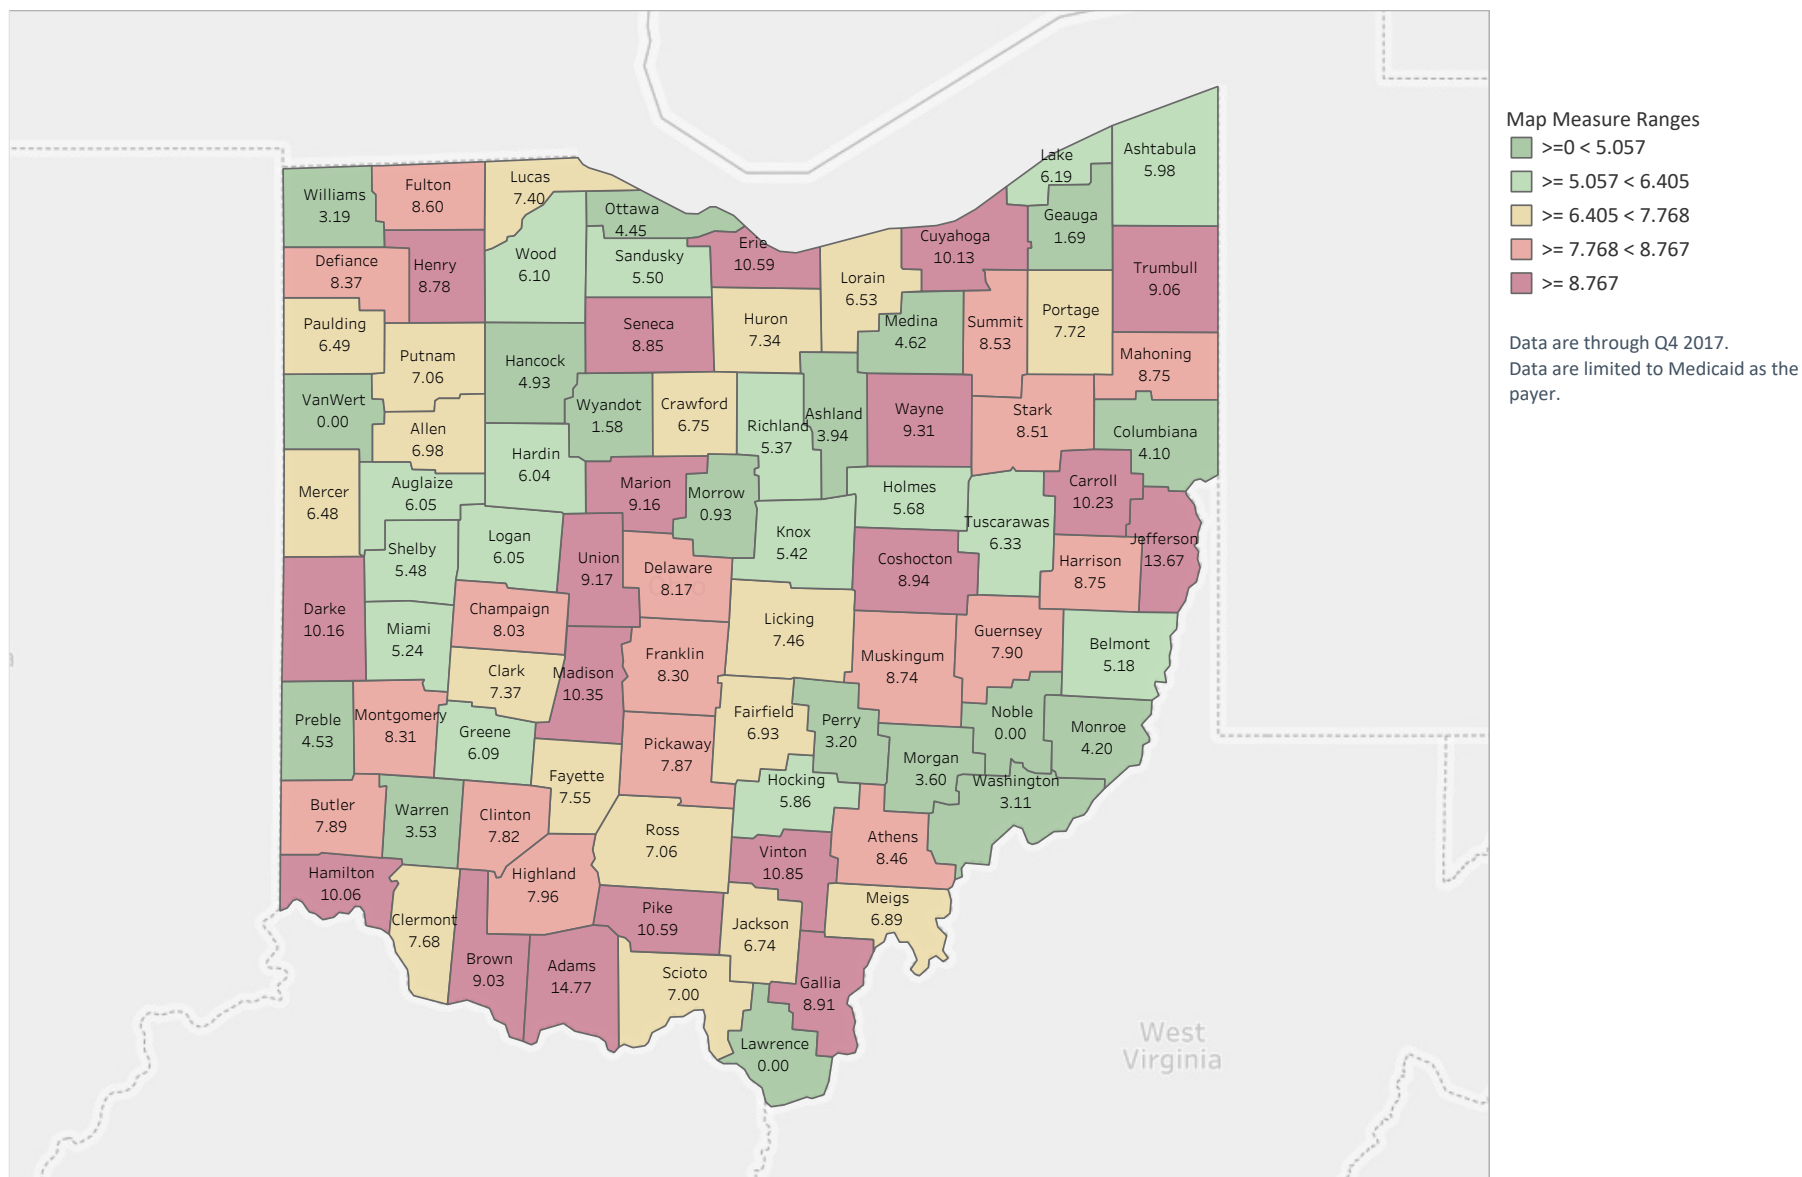 Map Measure Ranges
>=0 < 5.057
>= 5.057 < 6.405
>= 6.405 < 7.768
>= 7.768 < 8.767
>= 8.767
Data are through Q4 2017.
Data are limited to Medicaid as the
payer.
Williams
3.19
Fulton
8.60
Lucas
7.40
Ottawa
4.45
Wood
6.10
Sandusky
5.50
Erie
10.59
Defiance
8.37
Henry
8.78
Lorain
6.53
Cuyahoga
10.13
Lake
6.19
Geauga
1.69
Ashtabula
5.98
Trumbull
9.06
Paulding
6.49
Putnam
7.06
Hancock
4.93
Seneca
8.85
Huron
7.34
Medina
4.62
Summit
8.53
Portage
7.72
Mahoning
8.75
VanWert
0.00
Allen
6.98
Wyandot
1.58
Crawford
6.75
Richland
5.37
Ashland
3.94
Wayne
9.31
Stark
8.51
Columbiana
4.10
Mercer
6.48
Auglaize
6.05
Hardin
6.04
Marion
9.16
Morrow
0.93
Holmes
5.68
Tuscarawas
6.33
Carroll
10.23
Jefferson
13.67
Shelby
5.48
Logan
6.05
Union
9.17
Delaware
8.17
Knox
5.42
Coshocton
8.94
Harrison
8.75
Darke
10.16
Miami
5.24
Champaign
8.03
Clark
7.37
Madison
10.35
Franklin
8.30
Licking
7.46
Muskingum
8.74
Guernsey
7.90
Belmont
5.18
Preble
4.53
Montgomery
8.31
Greene
6.09
Fayette
7.55
Pickaway
7.87
Fairfield
6.93
Perry
3.20
Morgan
3.60
Noble
0.00
Monroe
4.20
Washington
3.11
Butler
7.89
Warren
3.53
Clinton
7.82
Ross
7.06
Hocking
5.86
Athens
8.46
Vinton
10.85
Hamilton
10.06
Clermont
7.68
Highland
7.96
Pike
10.59
Jackson
6.74
Meigs
6.89
Brown
9.03
Adams
14.77
Scioto
7.00
Gallia
8.91
Lawrence
0.00
West
Virginia